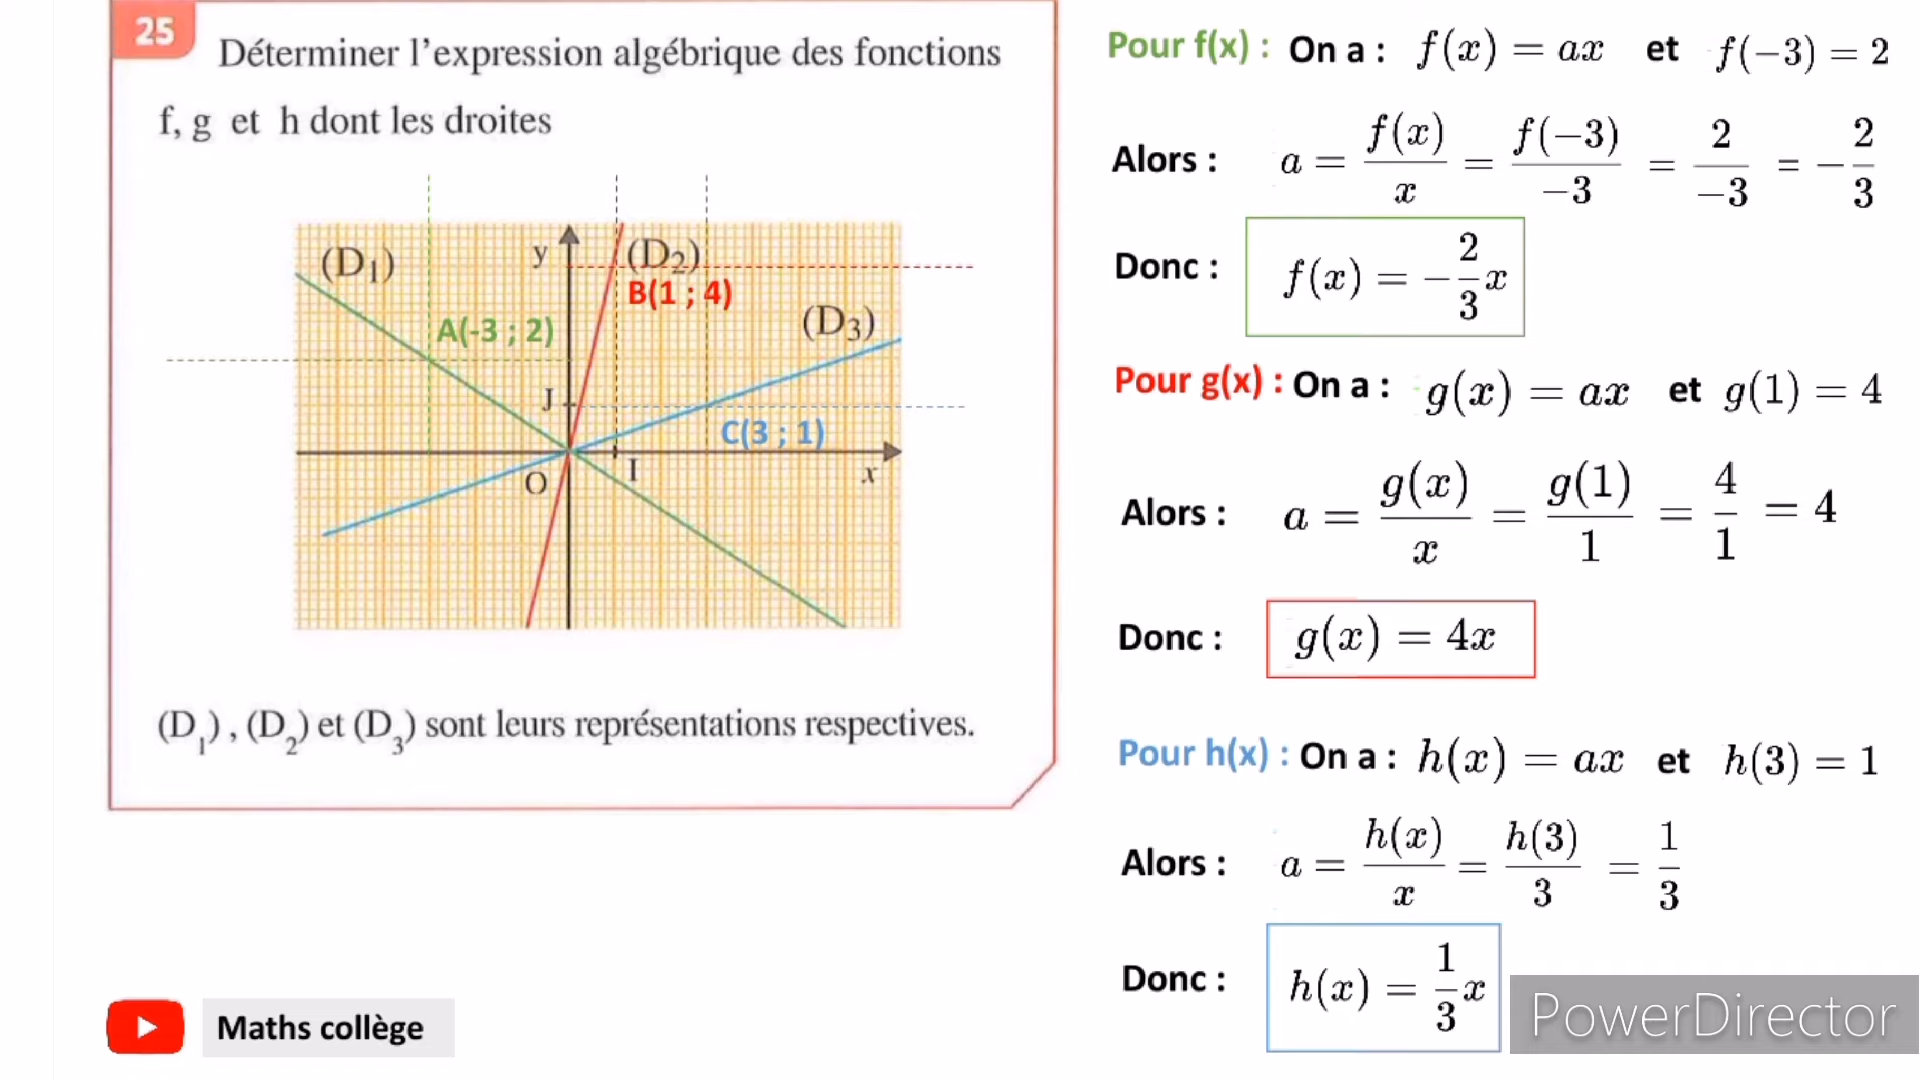 25
Déterminer l'expression algébrique des fonctions
f, g et h dont les droites
(D₁)
y
(D₂)
B(1 ; 4)
A(-3 ; 2)
(D₃)
J
C(3 ; 1)
O
I
x
(D₁) , (D₂) et (D₃) sont leurs représentations respectives.
Maths collège
Pour f(x) : On a : f(x) = ax et f(−3) = 2
Alors : a = f(x)/x = f(−3)/−3 = 2/−3 = −2/3
Donc : f(x) = −2/3 x
Pour g(x) : On a : g(x) = ax et g(1) = 4
Alors : a = g(x)/x = g(1)/1 = 4/1 = 4
Donc : g(x) = 4x
Pour h(x) : On a : h(x) = ax et h(3) = 1
Alors : a = h(x)/x = h(3)/3 = 1/3
Donc : h(x) = 1/3 x
PowerDirector